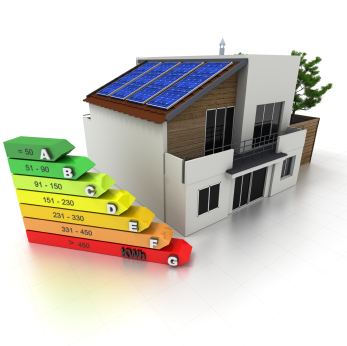 ≤ 50 A
51 - 90 B
91 - 150 C
151 - 230 D
231 - 330 E
331 - 450 F
> 450 G
KWh